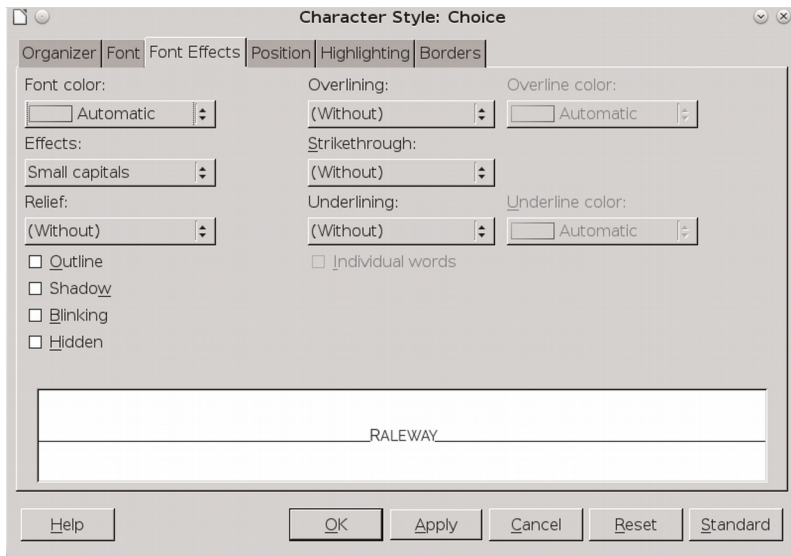 Character Style: Choice
Organizer Font Font Effects Position Highlighting Borders
Font color: Overlining: Overline color:
Automatic (Without) Automatic
Effects: Strikethrough:
Small capitals (Without)
Relief: Underlining: Underline color:
(Without) (Without) Automatic
Outline Individual words
Shadow
Blinking
Hidden
RALEWAY
Help OK Apply Cancel Reset Standard